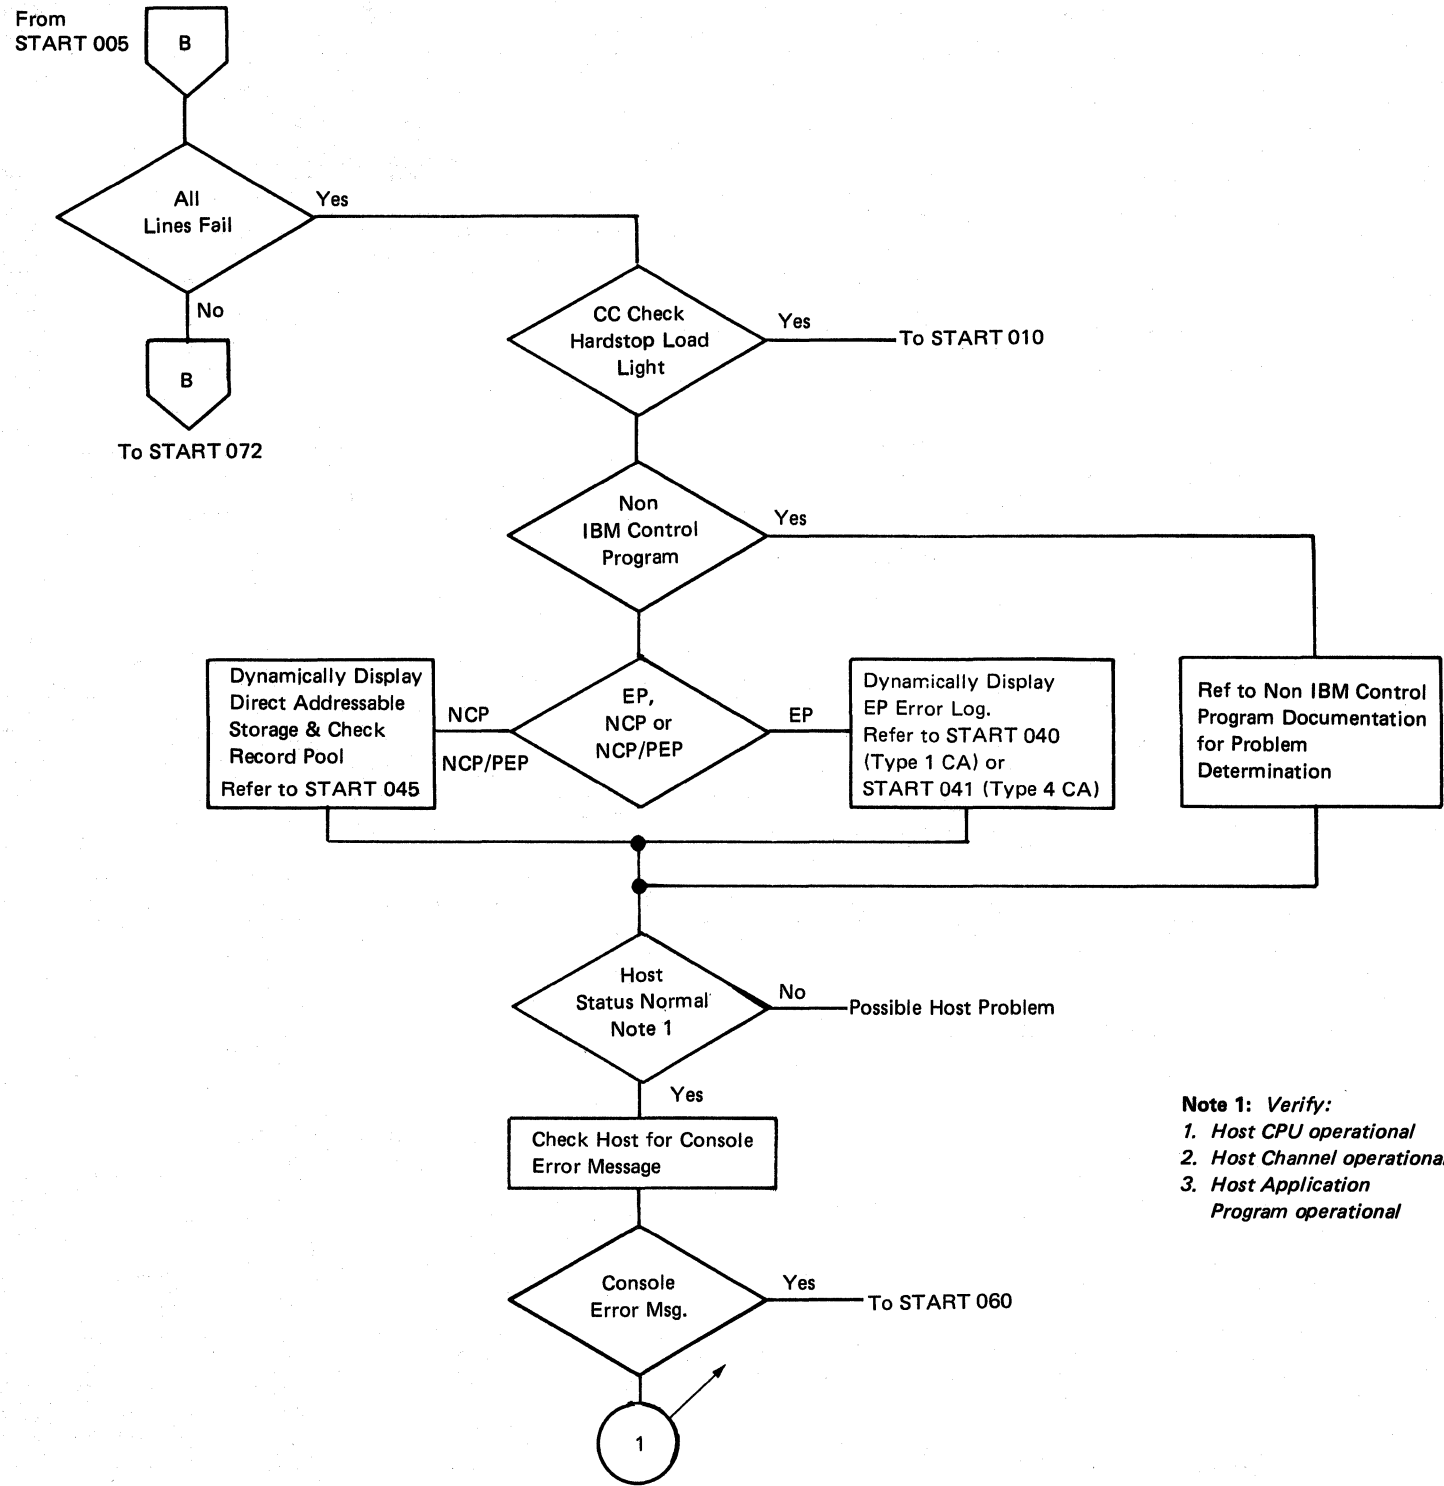 From
START 005
B
All
Lines Fail
Yes
No
B
To START 072
CC Check
Hardstop Load
Light
Yes
To START 010
Non
IBM Control
Program
Yes
Dynamically Display
Direct Addressable
Storage & Check
Record Pool
Refer to START 045
NCP
NCP/PEP
EP,
NCP or
NCP/PEP
EP
Dynamically Display
EP Error Log.
Refer to START 040
(Type 1 CA) or
START 041 (Type 4 CA)
Ref to Non IBM Control
Program Documentation
for Problem
Determination
Host
Status Normal
Note 1
No
Possible Host Problem
Yes
Check Host for Console
Error Message
Note 1: Verify:
1. Host CPU operational
2. Host Channel operational
3. Host Application
Program operational
Console
Error Msg.
Yes
To START 060
1